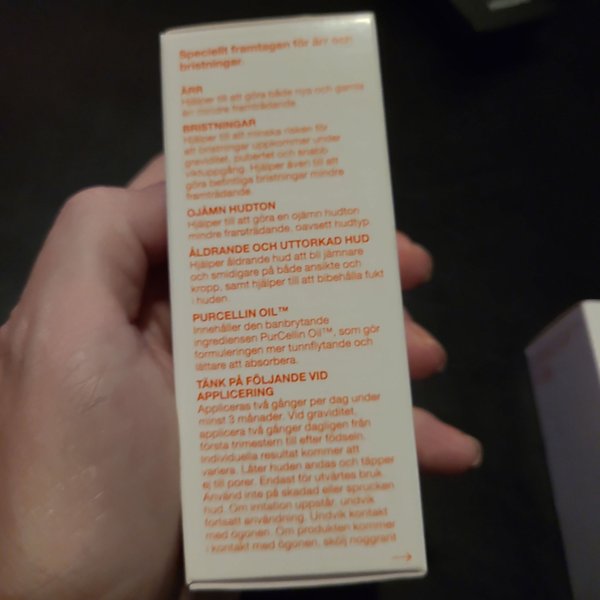 Speciellt framtagen för ärr och
bristningar.
ÄRR
Hjälper till att göra både nya och gamla
ärr mindre framträdande.
BRISTNINGAR
Hjälper till att minska risken för
att bristningar uppkommer under
graviditet, pubertet och snabb
viktuppgång. Hjälper även till att
göra befintliga bristningar mindre
framträdande.
OJÄMN HUDTON
Hjälper till att göra en ojämn hudton
mindre framträdande, oavsett hudtyp.
ÅLDRANDE OCH UTTORKAD HUD
Hjälper åldrande hud att bli jämnare
och smidigare på både ansikte och
kropp, samt hjälper till att bibehålla fukt
i huden.
PURCELLIN OIL™
Innehåller den banbrytande
ingrediensen PurCellin Oil™, som gör
formuleringen mer tunnflytande och
lättare att absorbera.
TÄNK PÅ FÖLJANDE VID
APPLICERING
Appliceras två gånger per dag under
minst 3 månader. Vid graviditet,
applicera två gånger dagligen från
första trimestern till efter födseln.
Individuella resultat kommer att
variera. Låter huden andas och täpper
ej till porer. Endast för utvärtes bruk.
Använd inte på skadad eller sprucken
hud. Om irritation uppstår, undvik
fortsatt användning. Undvik kontakt
med ögonen. Om produkten kommer
i kontakt med ögonen, skölj noggrant
→